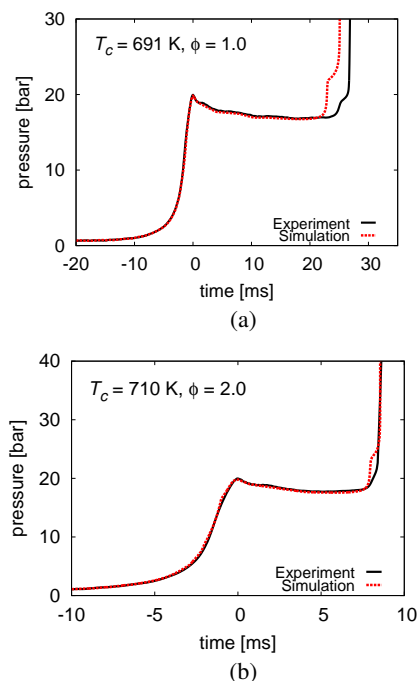 T_c = 691 K, ϕ = 1.0
pressure [bar]
30
20
10
0
Experiment
Simulation
-20 -10 0 10 20 30
time [ms]
(a)
T_c = 710 K, ϕ = 2.0
pressure [bar]
40
30
20
10
0
Experiment
Simulation
-10 -5 0 5 10
time [ms]
(b)